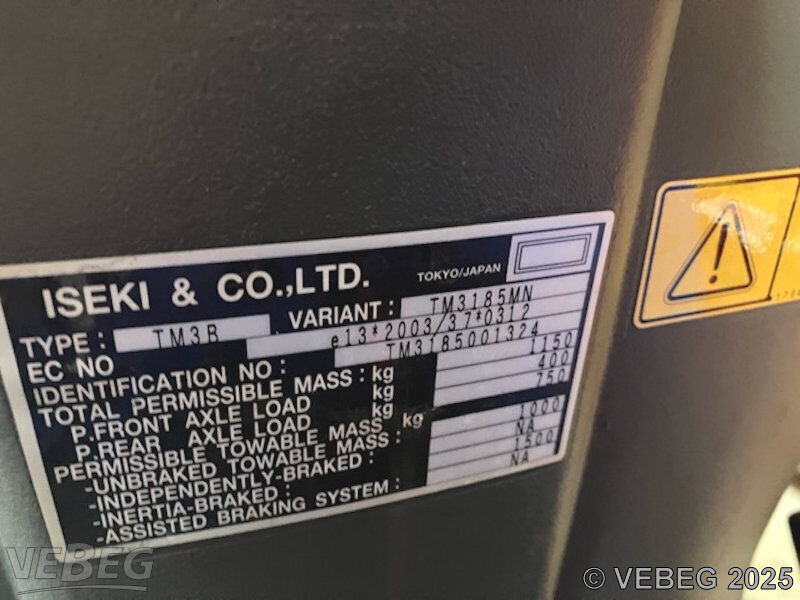 ISEKI & CO.,LTD. TOKYO/JAPAN
TYPE : TM3B VARIANT : TM3185MN
EC NO e13*2003/37*0312
IDENTIFICATION NO : TM3185001324
TOTAL PERMISSIBLE MASS : kg 1150
P.FRONT AXLE LOAD kg 400
P.REAR AXLE LOAD kg 750
PERMISSIBLE TOWABLE MASS kg
-UNBRAKED TOWABLE MASS : 1000
-INDEPENDENTLY-BRAKED : NA
-INERTIA-BRAKED : 1500
-ASSISTED BRAKING SYSTEM : NA
VEBEG
© VEBEG 2025